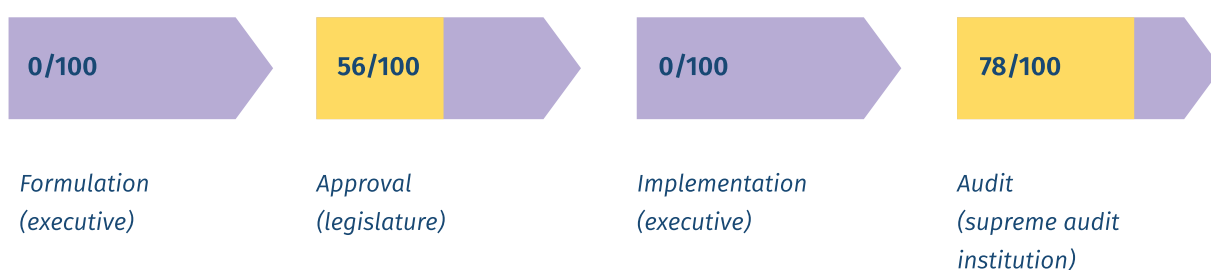 0/100
56/100
0/100
78/100
Formulation
(executive)
Approval
(legislature)
Implementation
(executive)
Audit
(supreme audit
institution)